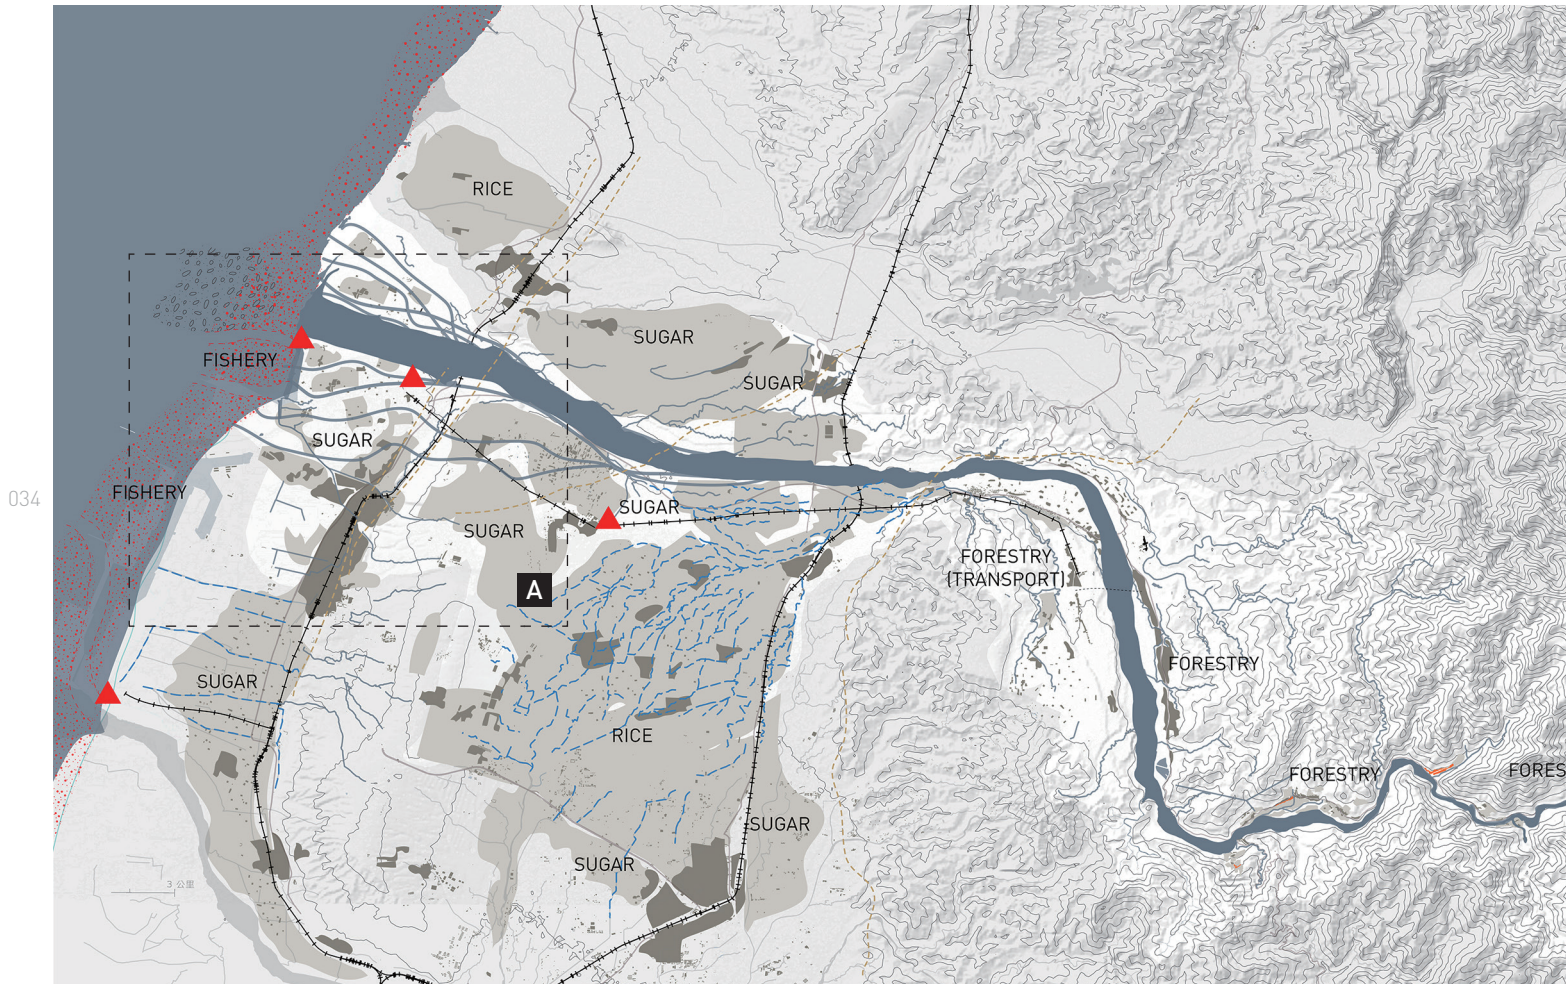 RICE
SUGAR
FISHERY
SUGAR
SUGAR
FISHERY
034
SUGAR
SUGAR
FORESTRY
(TRANSPORT)
A
FORESTRY
SUGAR
RICE
FORESTRY
FORES
SUGAR
SUGAR
3 公里